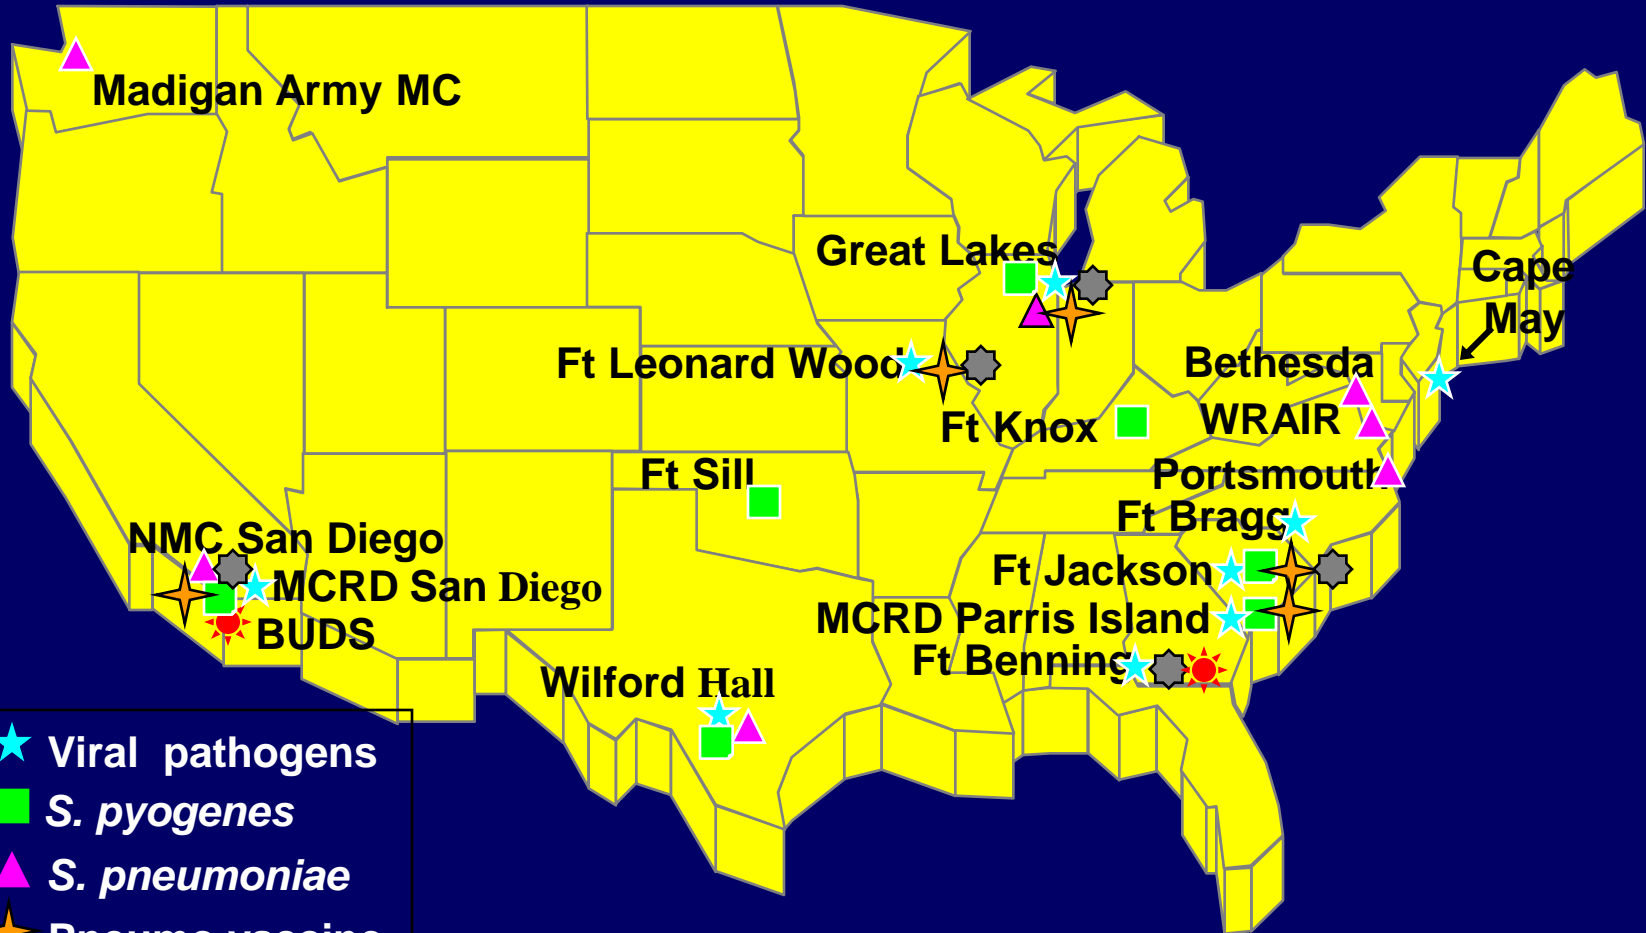 Madigan Army MC
Great Lakes
Cape
May
Ft Leonard Wood
Bethesda
WRAIR
Ft Knox
Ft Sill
Portsmouth
Ft Bragg
NMC San Diego
MCRD San Diego
BUDS
Ft Jackson
MCRD Parris Island
Ft Benning
Wilford Hall
Viral pathogens
S. pyogenes
S. pneumoniae
Pneumo vaccine